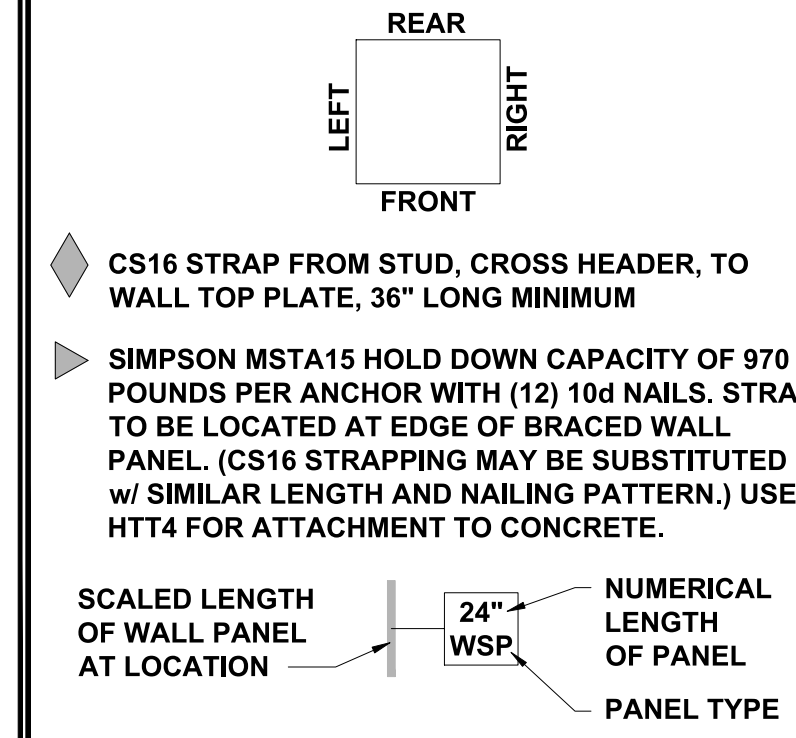 REAR
LEFT
RIGHT
FRONT
CS16 STRAP FROM STUD, CROSS HEADER, TO
WALL TOP PLATE, 36" LONG MINIMUM
SIMPSON MSTA15 HOLD DOWN CAPACITY OF 970
POUNDS PER ANCHOR WITH (12) 10d NAILS. STRA
TO BE LOCATED AT EDGE OF BRACED WALL
PANEL. (CS16 STRAPPING MAY BE SUBSTITUTED
w/ SIMILAR LENGTH AND NAILING PATTERN.) USE
HTT4 FOR ATTACHMENT TO CONCRETE.
SCALED LENGTH
OF WALL PANEL
AT LOCATION
24"
WSP
NUMERICAL
LENGTH
OF PANEL
PANEL TYPE